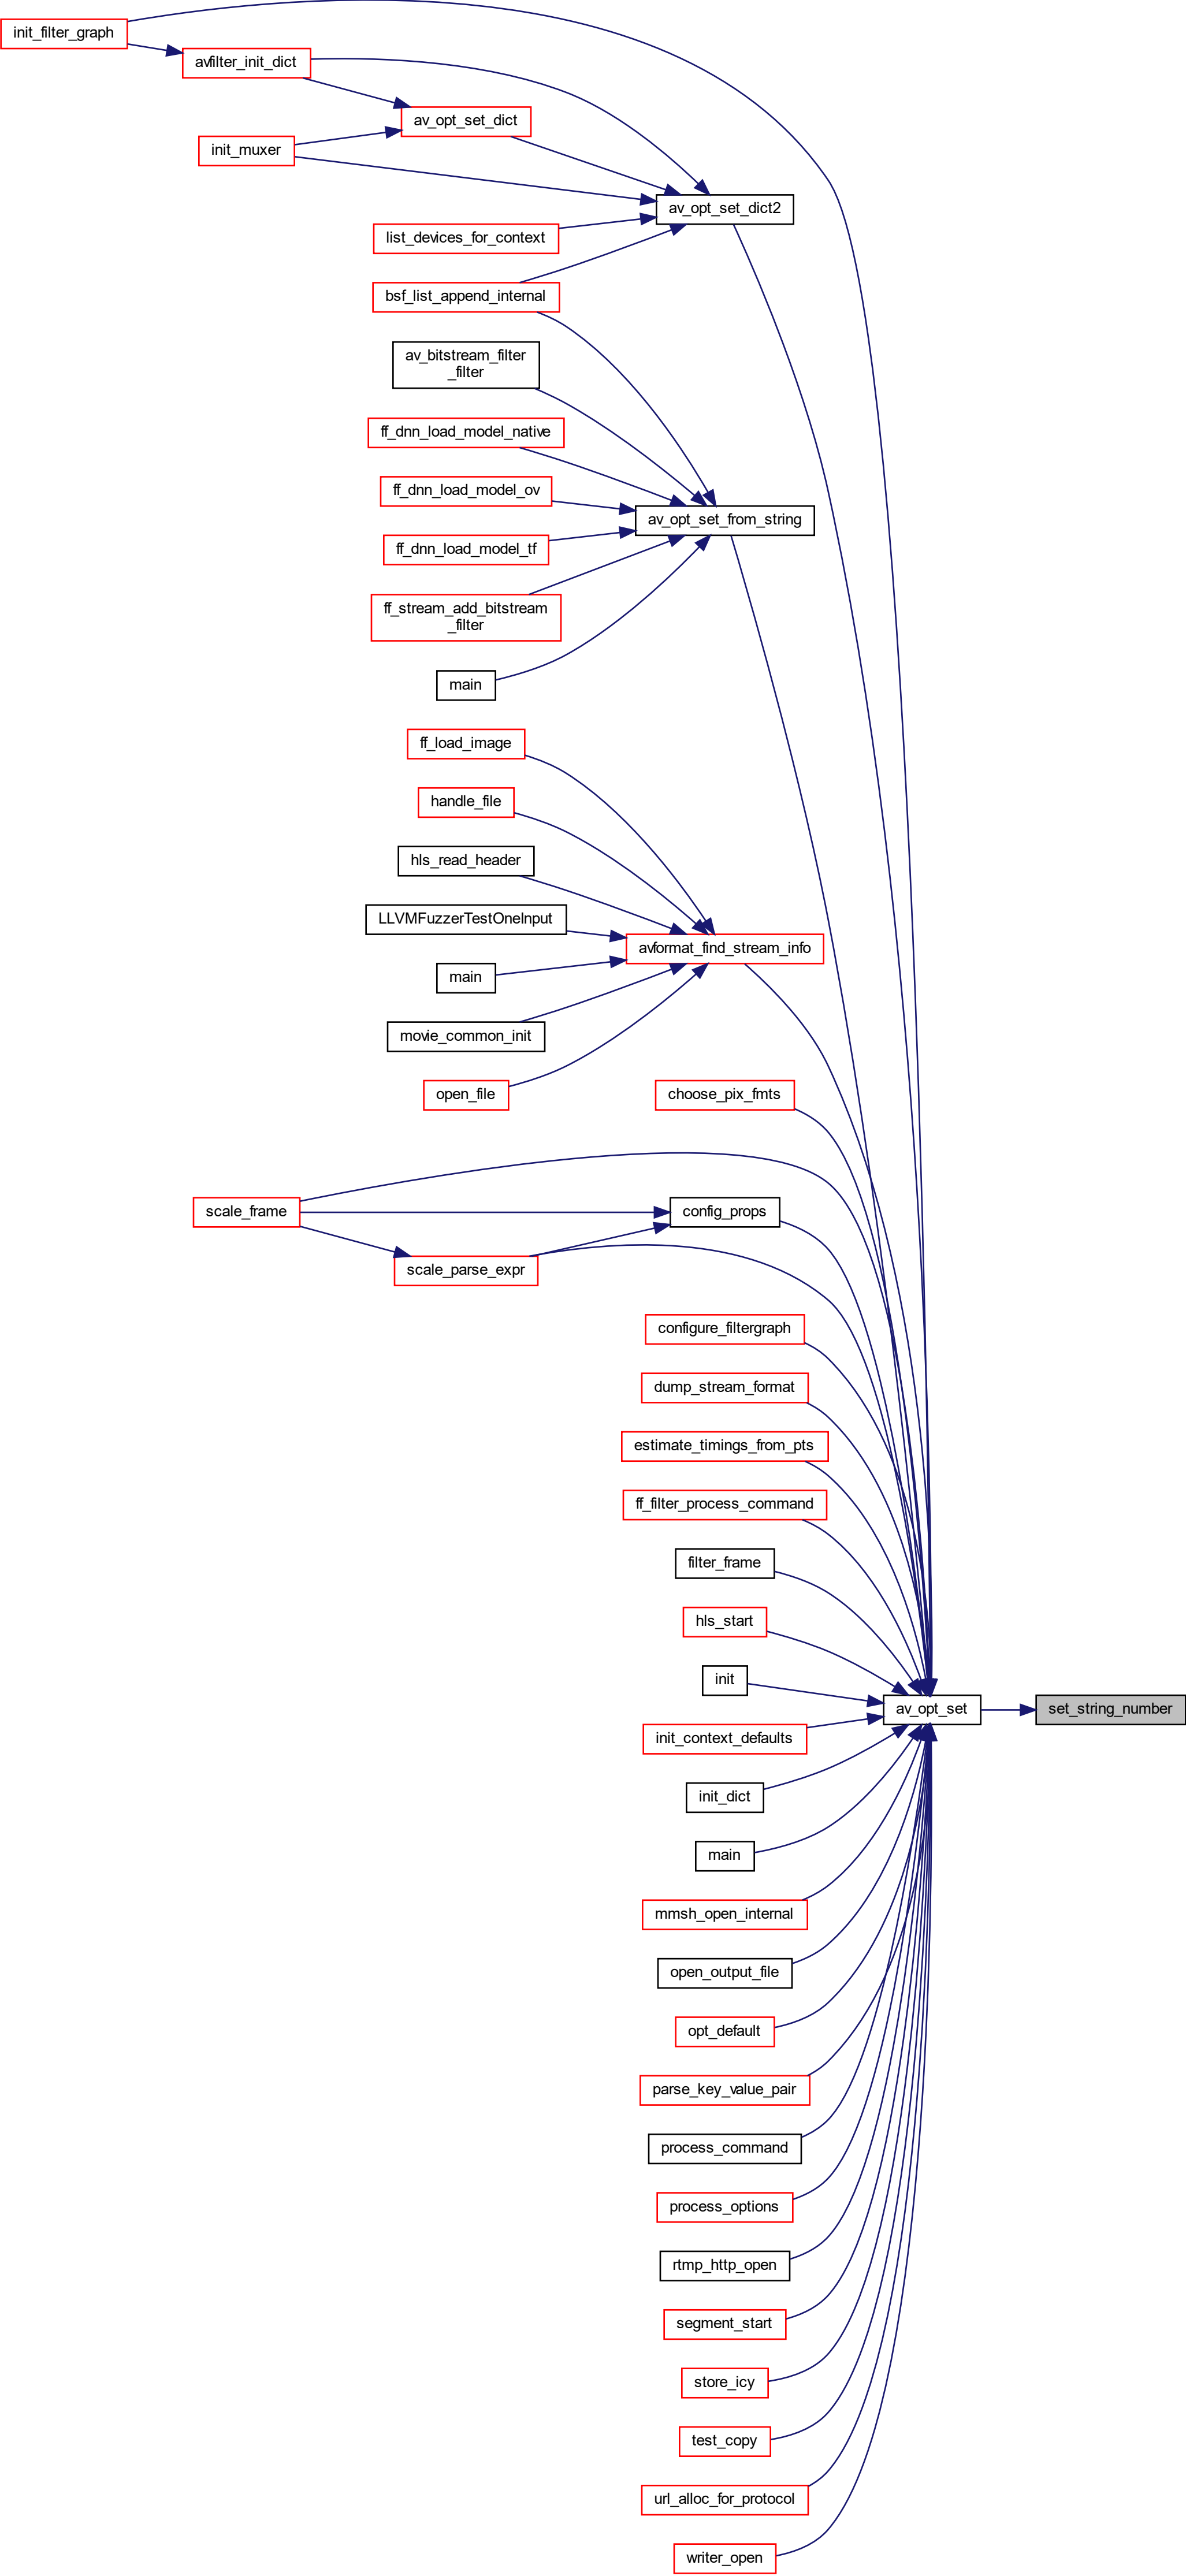 init_filter_graph
avfilter_init_dict
av_opt_set_dict
init_muxer
av_opt_set_dict2
list_devices_for_context
bsf_list_append_internal
av_bitstream_filter
_filter
ff_dnn_load_model_native
ff_dnn_load_model_ov
av_opt_set_from_string
ff_dnn_load_model_tf
ff_stream_add_bitstream
_filter
main
ff_load_image
handle_file
hls_read_header
LLVMFuzzerTestOneInput
avformat_find_stream_info
main
movie_common_init
open_file
choose_pix_fmts
scale_frame
config_props
scale_parse_expr
configure_filtergraph
dump_stream_format
estimate_timings_from_pts
ff_filter_process_command
filter_frame
hls_start
init
av_opt_set
set_string_number
init_context_defaults
init_dict
main
mmsh_open_internal
open_output_file
opt_default
parse_key_value_pair
process_command
process_options
rtmp_http_open
segment_start
store_icy
test_copy
url_alloc_for_protocol
writer_open